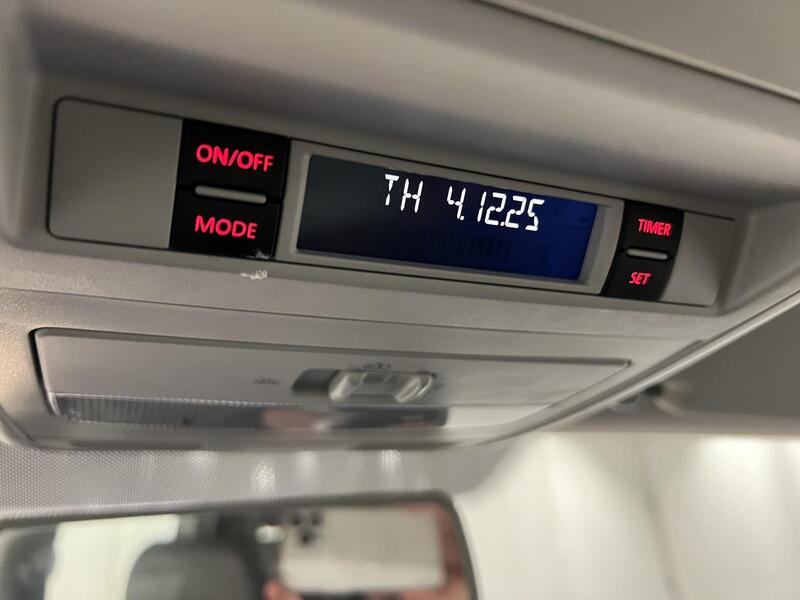 ON/OFF
MODE
TH 4.12.25
TIMER
SET